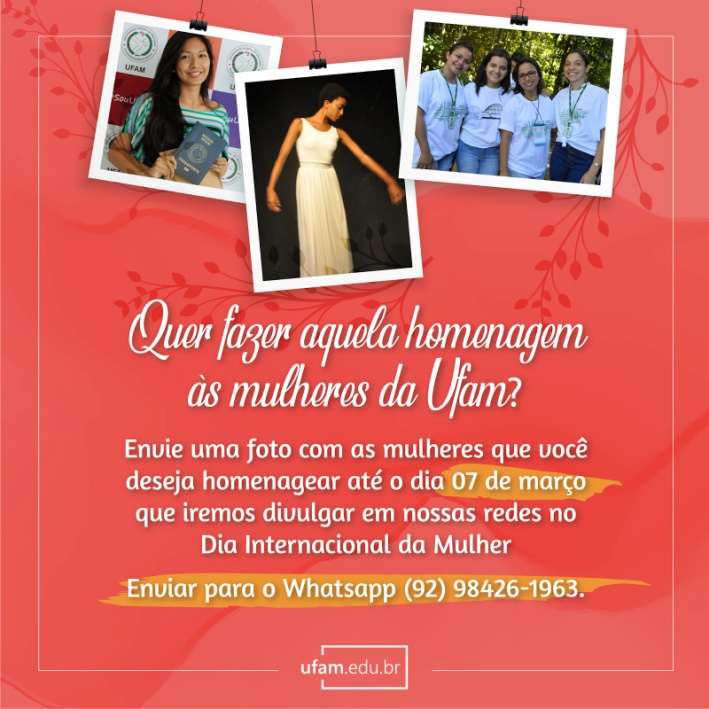 UFAM
Quer fazer aquela homenagem
às mulheres da Ufam?
Envie uma foto com as mulheres que você
deseja homenagear até o dia 07 de março
que iremos divulgar em nossas redes no
Dia Internacional da Mulher
Enviar para o Whatsapp (92) 98426-1963.
ufam.edu.br